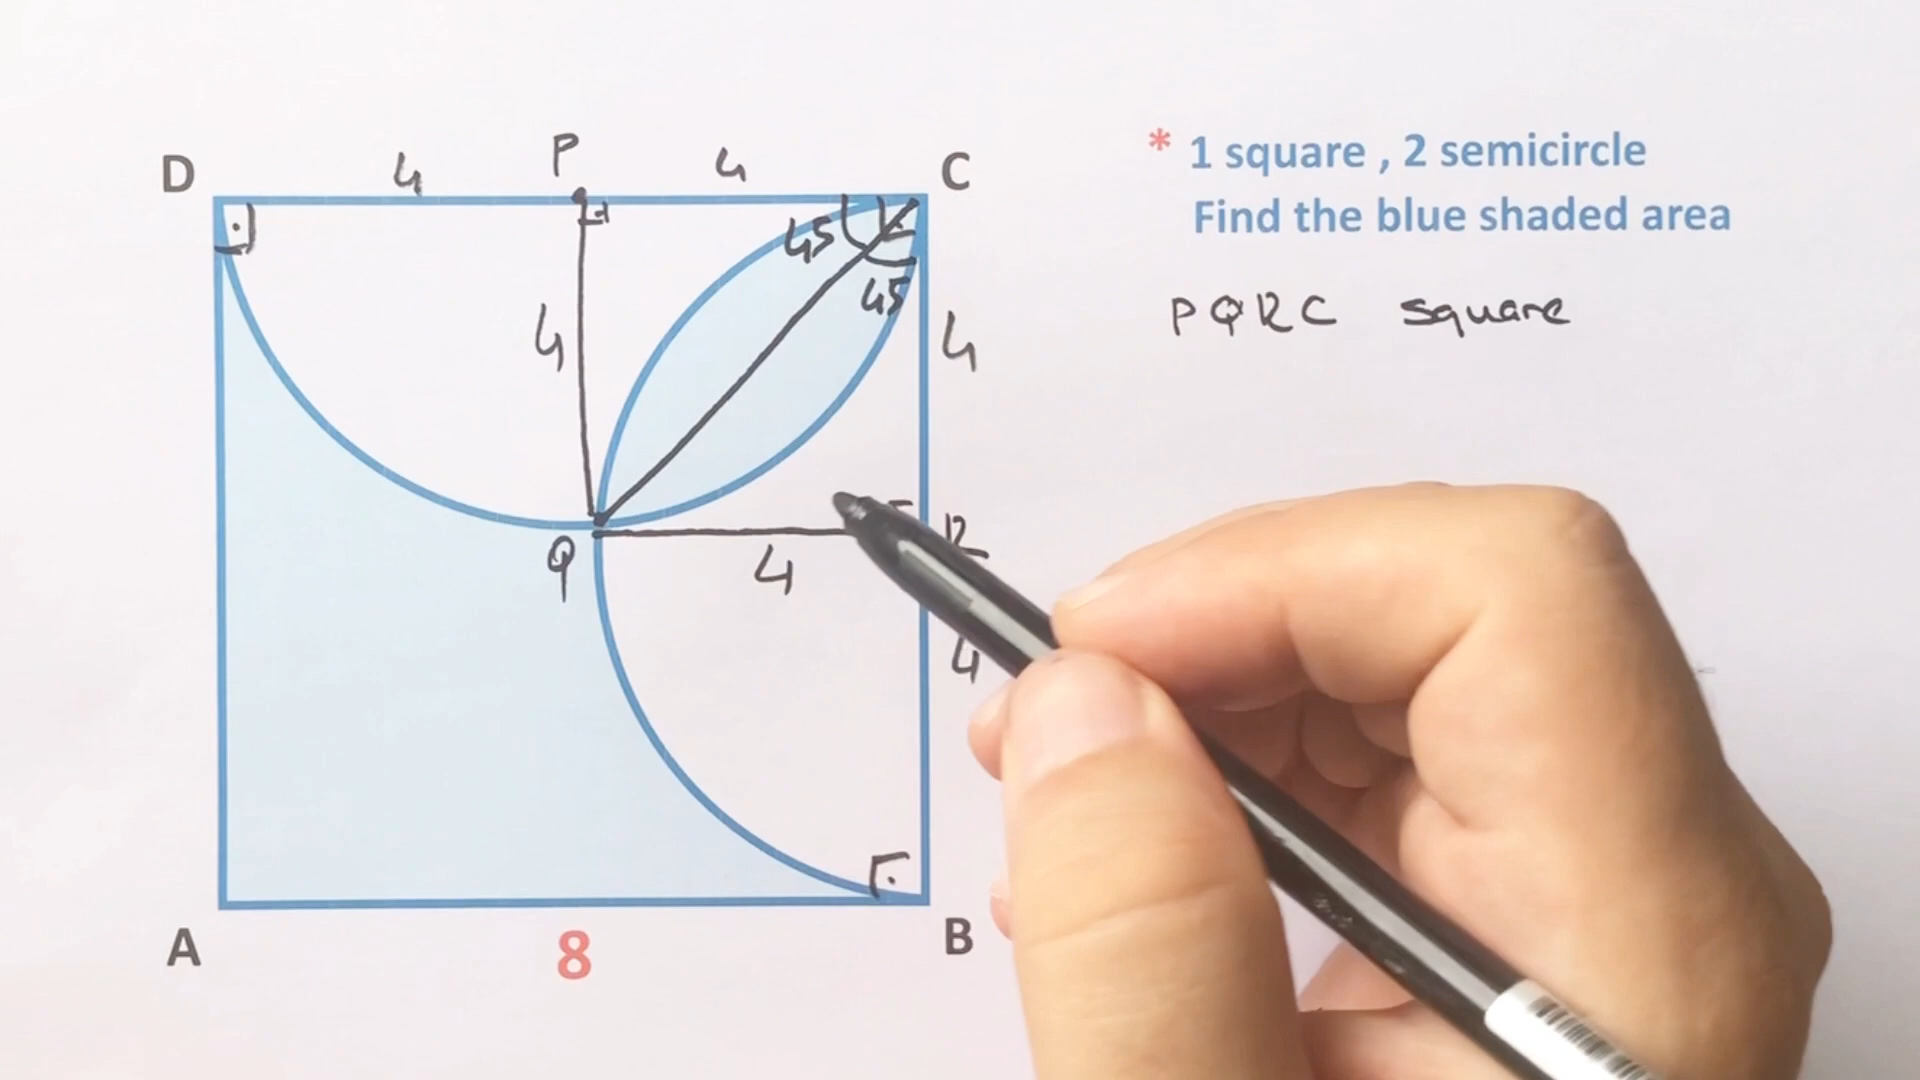 P
4
4
D
C
* 1 square , 2 semicircle
Find the blue shaded area
45
45
PQRC square
4
4
Q
4
R
4
A
8
B